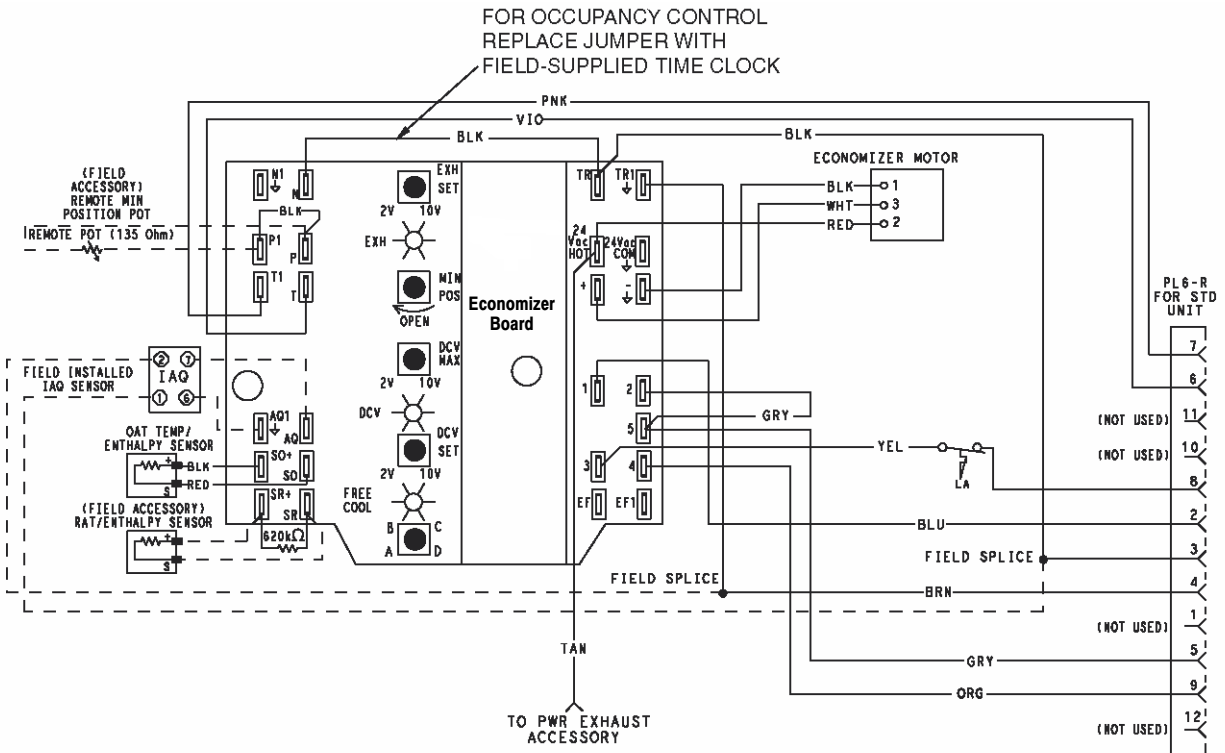 FOR OCCUPANCY CONTROL
REPLACE JUMPER WITH
FIELD-SUPPLIED TIME CLOCK
PNK
VIO
BLK
BLK
(FIELD
ACCESSORY)
REMOTE MIN
POSITION POT
REMOTE POT (135 Ohm)
N1
N
BLK
P1
P
T1
T
EXH
SET
2V 10V
EXH
MIN
POS
OPEN
Economizer
Board
DCV
MAX
2V 10V
DCV
DCV
SET
2V 10V
FREE
COOL
B C
A D
TR
TR1
24
Vac
HOT
24Vac
COM
+
-
1
2
5
3
4
EF
EF1
ECONOMIZER MOTOR
BLK 1
WHT 3
RED 2
FIELD INSTALLED
IAQ SENSOR
2 7
IAQ
1 6
AQ1
AQ
OAT TEMP/
ENTHALPY SENSOR
+
BLK
S
RED
SO+
SO
(FIELD ACCESSORY)
RAT/ENTHALPY SENSOR
+
S
SR+
SR
620kΩ
GRY
YEL
LA
BLU
FIELD SPLICE
FIELD SPLICE
BRN
TAN
GRY
ORG
TO PWR EXHAUST
ACCESSORY
PL6-R
FOR STD
UNIT
7
6
(NOT USED) 11
(NOT USED) 10
8
2
3
4
(NOT USED) 1
5
9
(NOT USED) 12